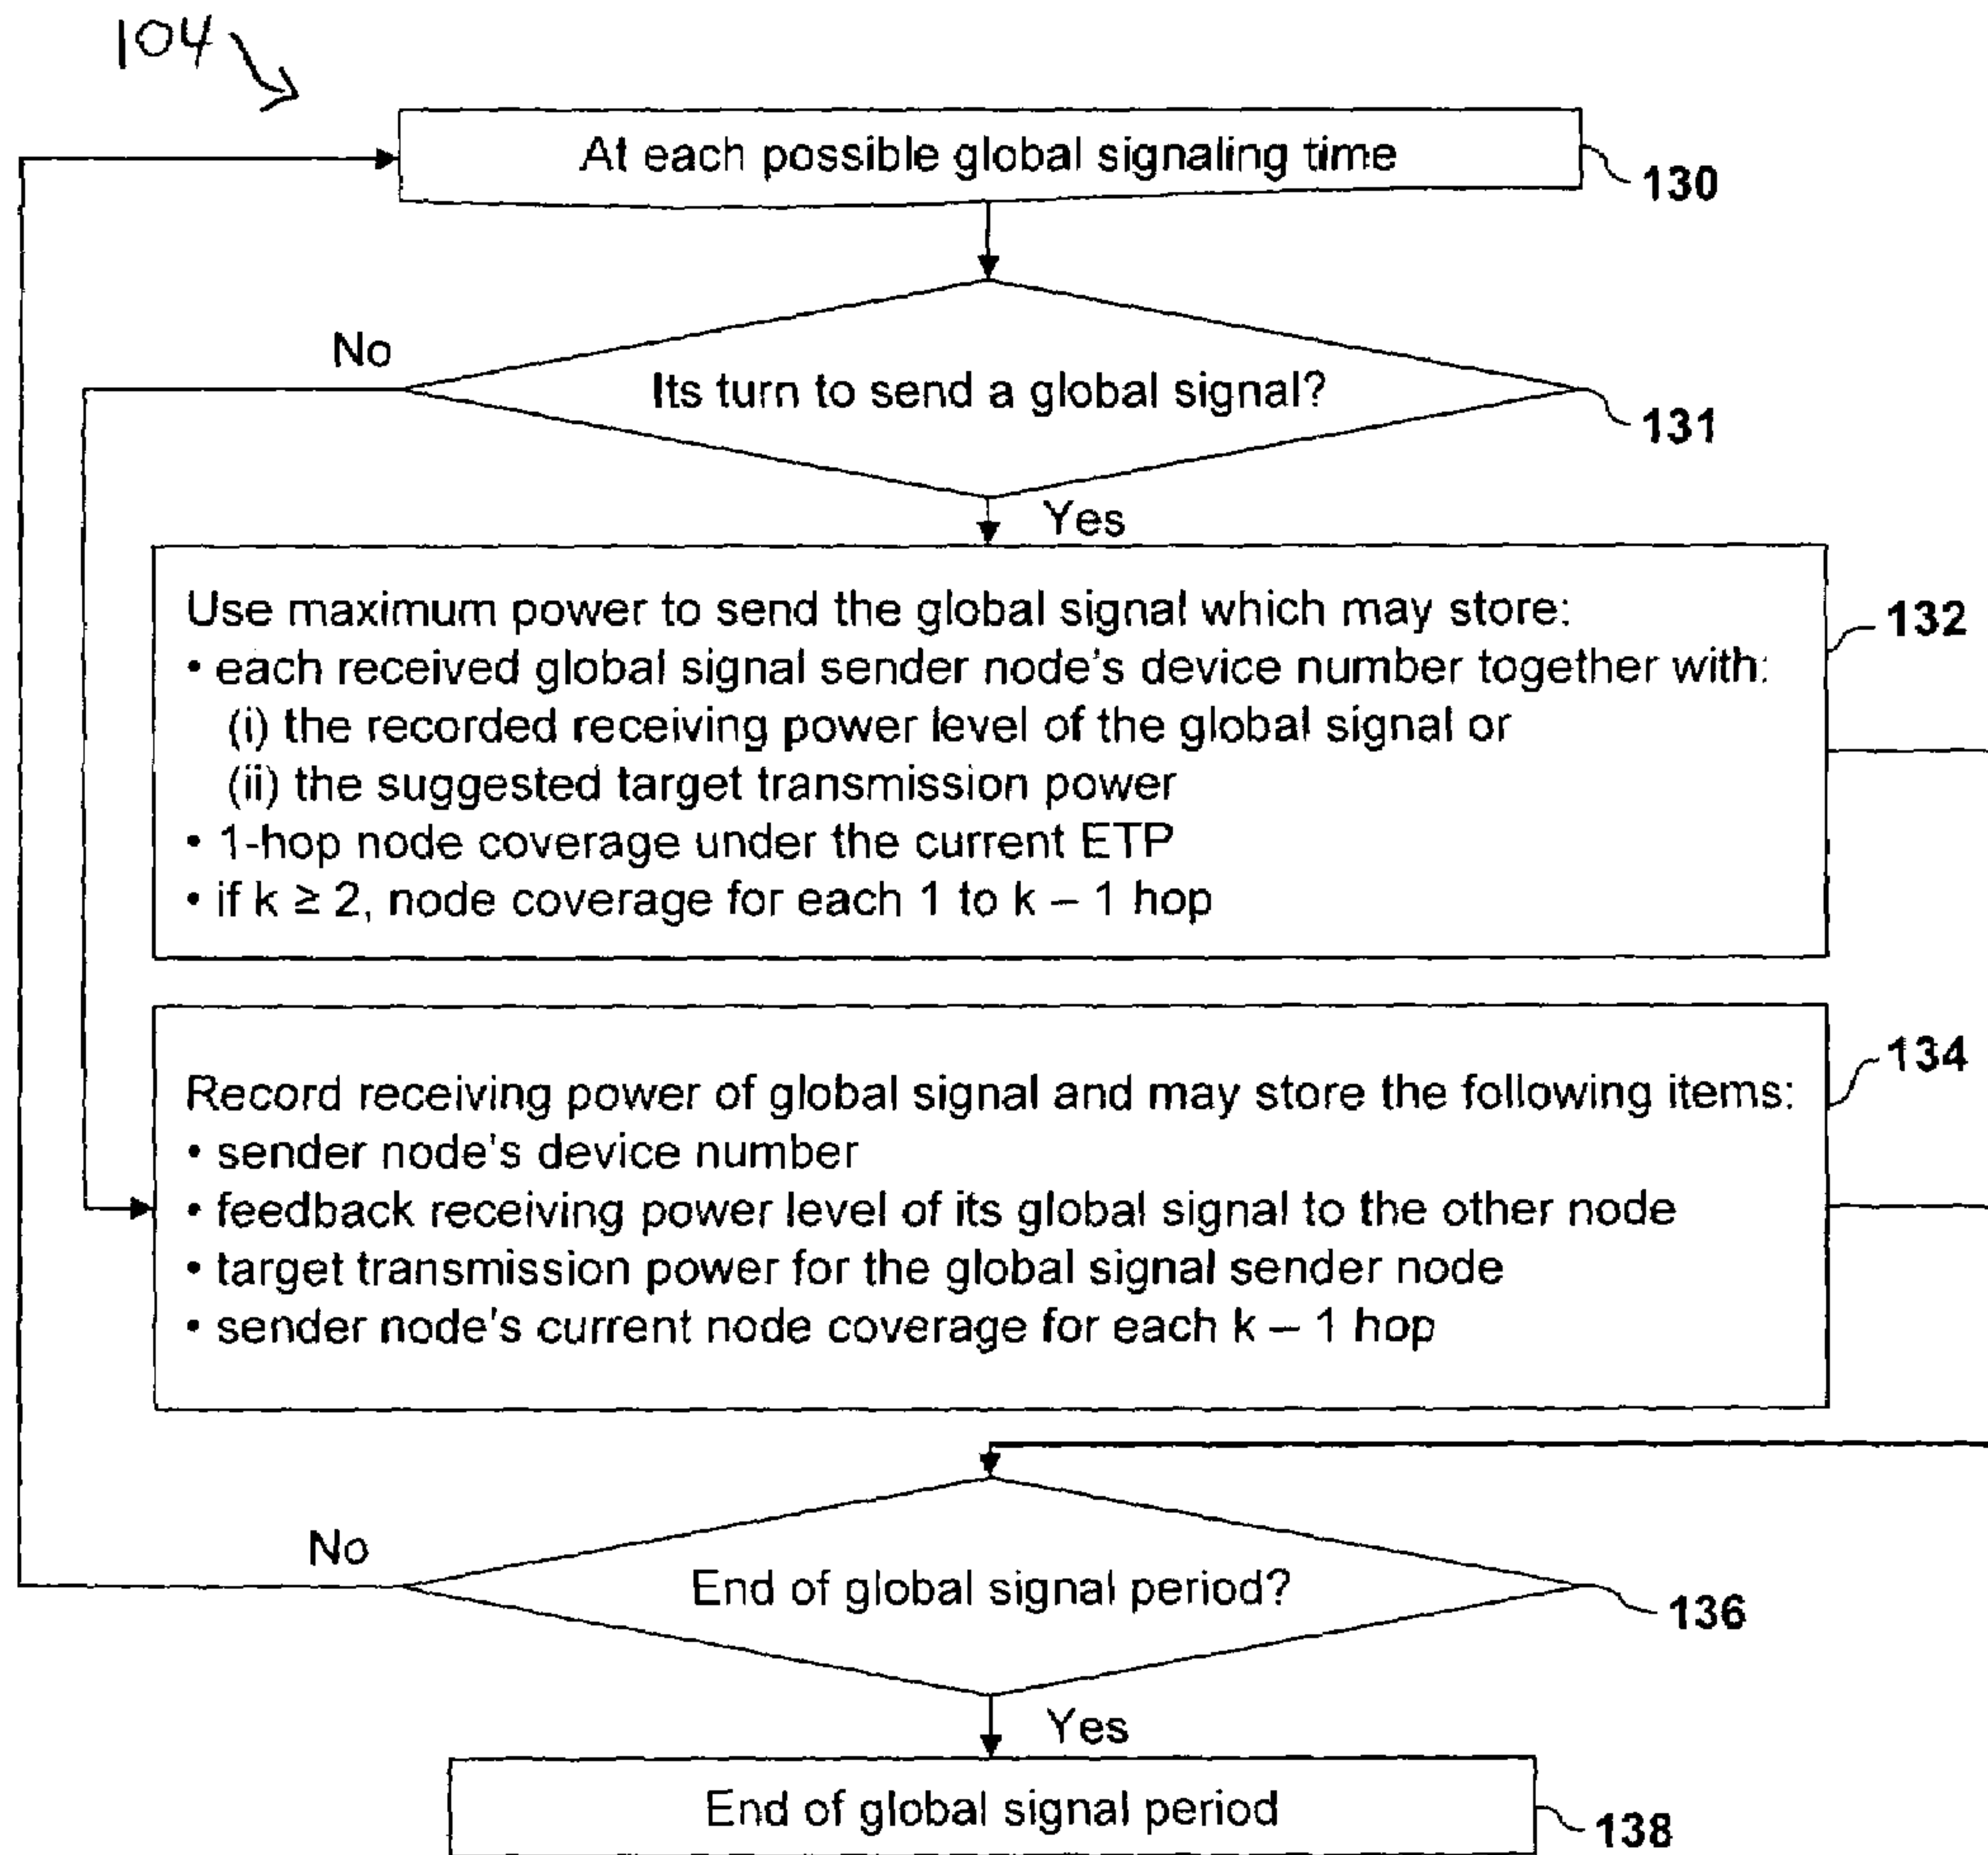 104
At each possible global signaling time
130
No
Its turn to send a global signal?
131
Yes
Use maximum power to send the global signal which may store:
132
• each received global signal sender node's device number together with:
(i) the recorded receiving power level of the global signal or
(ii) the suggested target transmission power
• 1-hop node coverage under the current ETP
• if k ≥ 2, node coverage for each 1 to k – 1 hop
134
Record receiving power of global signal and may store the following items:
• sender node's device number
• feedback receiving power level of its global signal to the other node
• target transmission power for the global signal sender node
• sender node's current node coverage for each k – 1 hop
No
End of global signal period?
136
Yes
End of global signal period
138